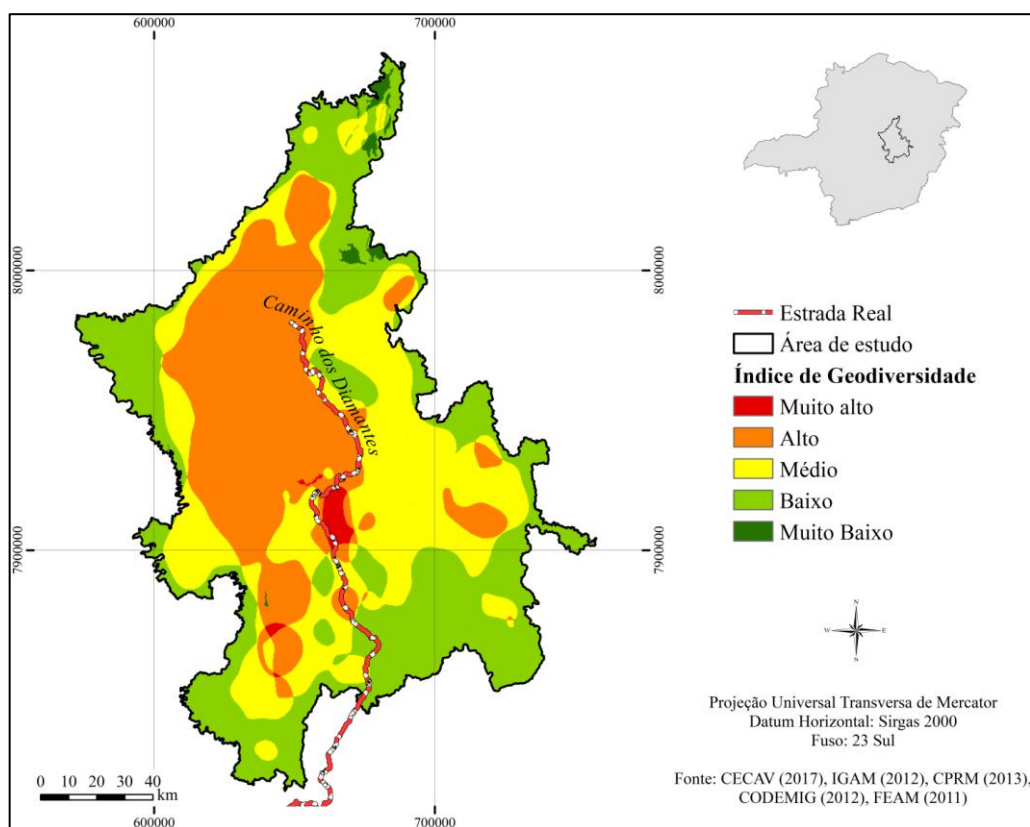 600000
700000
8000000
8000000
Caminho dos Diamantes
7900000
7900000
Estrada Real
Área de estudo
Índice de Geodiversidade
Muito alto
Alto
Médio
Baixo
Muito Baixo
N
W E
S
Projeção Universal Transversa de Mercator
Datum Horizontal: Sirgas 2000
Fuso: 23 Sul
Fonte: CECAV (2017), IGAM (2012), CPRM (2013),
CODEMIG (2012), FEAM (2011)
0 10 20 30 40
km
600000
700000